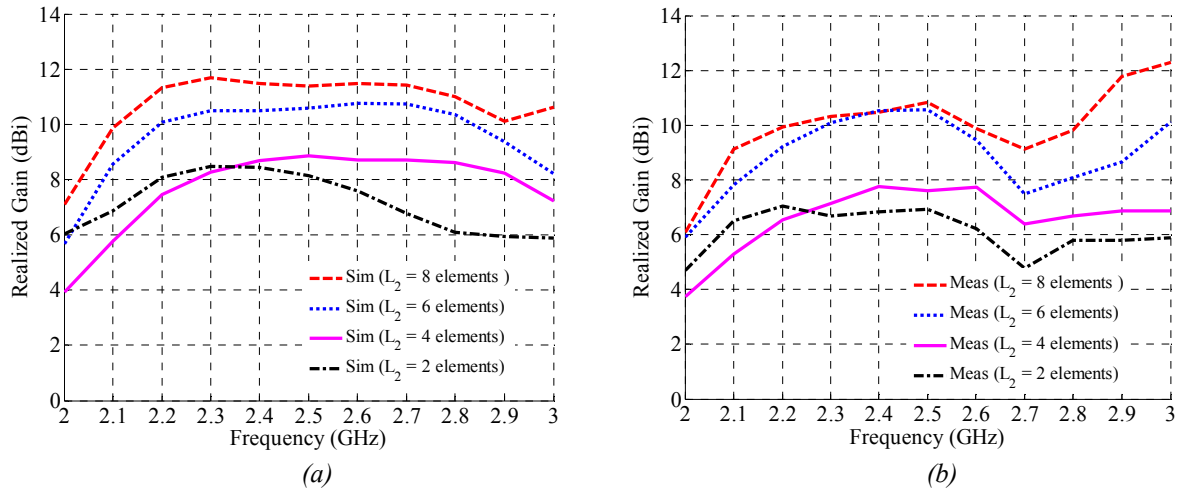 14
12
10
8
6
4
2
0
Realized Gain (dBi)
Sim (L2 = 8 elements )
Sim (L2 = 6 elements)
Sim (L2 = 4 elements)
Sim (L2 = 2 elements)
2 2.1 2.2 2.3 2.4 2.5 2.6 2.7 2.8 2.9 3
Frequency (GHz)
(a)
14
12
10
8
6
4
2
0
Realized Gain (dBi)
Meas (L2 = 8 elements )
Meas (L2 = 6 elements)
Meas (L2 = 4 elements)
Meas (L2 = 2 elements)
2 2.1 2.2 2.3 2.4 2.5 2.6 2.7 2.8 2.9 3
Frequency (GHz)
(b)